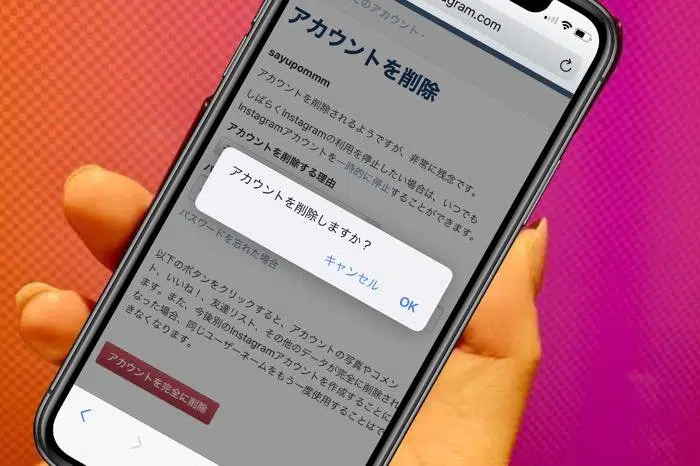 agram.com
てのアカウント -
アカウントを削除
sayupommm
アカウントを削除されるようですが、非常に残念です。
しばらくInstagramの利用を停止したい場合は、いつでも
Instagramアカウントを一時的に停止することができます。
アカウントを削除する理由
アカウントを削除しますか？
キャンセル
OK
パスワードを忘れた場合
以下のボタンをクリックすると、アカウントの写真やコメン
ト、いいね！、友達リスト、その他のデータが完全に削除され
ます。また、今後別のInstagramアカウントを作成することに
なった場合、同じユーザーネームをもう一度使用することはで
きなくなります。
アカウントを完全に削除